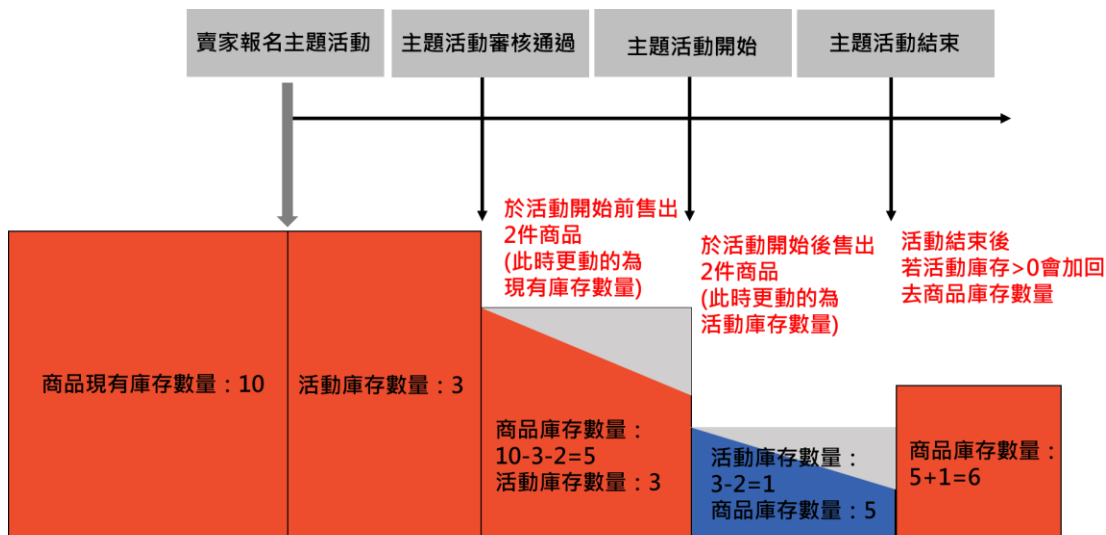 賣家報名主題活動
主題活動審核通過
主題活動開始
主題活動結束
於活動開始前售出
2件商品
(此時更動的為
現有庫存數量)
於活動開始後售出
2件商品
(此時更動的為
活動庫存數量)
活動結束後
若活動庫存>0會加回
去商品庫存數量
商品現有庫存數量：10
活動庫存數量：3
商品庫存數量：
10-3-2=5
活動庫存數量：3
活動庫存數量：
3-2=1
商品庫存數量：5
商品庫存數量：
5+1=6